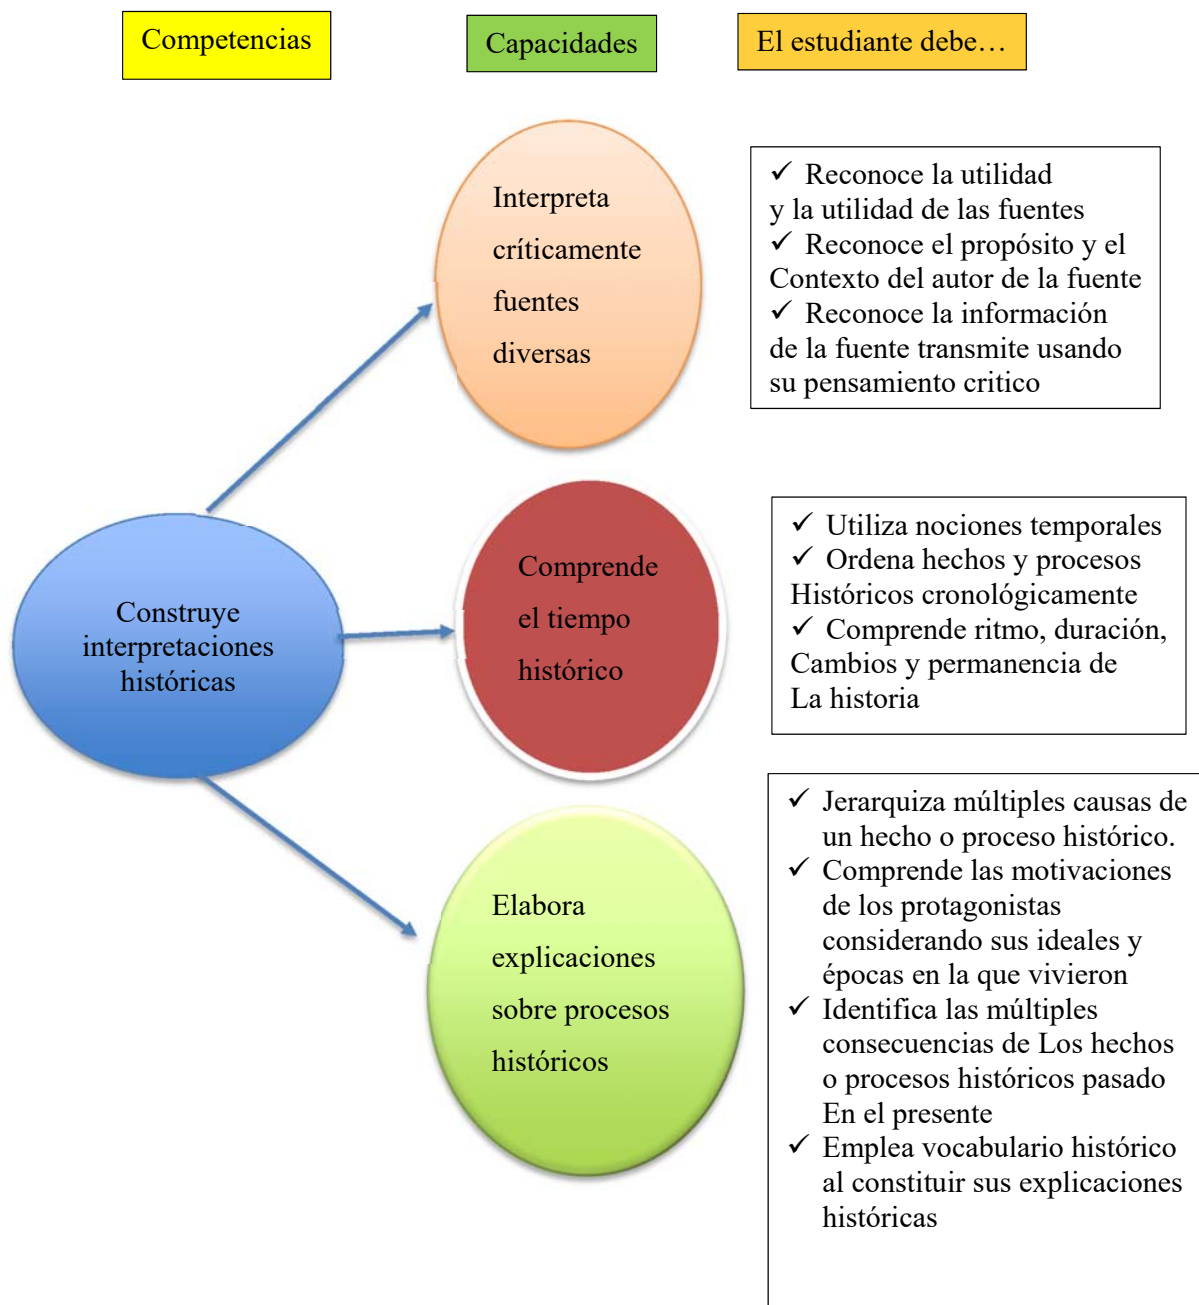 Competencias
Capacidades
El estudiante debe…
Interpreta
críticamente
fuentes
diversas
✓ Reconoce la utilidad
y la utilidad de las fuentes
✓ Reconoce el propósito y el
Contexto del autor de la fuente
✓ Reconoce la información
de la fuente transmite usando
su pensamiento critico
Construye
interpretaciones
históricas
Comprende
el tiempo
histórico
✓ Utiliza nociones temporales
✓ Ordena hechos y procesos
Históricos cronológicamente
✓ Comprende ritmo, duración,
Cambios y permanencia de
La historia
Elabora
explicaciones
sobre procesos
históricos
✓ Jerarquiza múltiples causas de
un hecho o proceso histórico.
✓ Comprende las motivaciones
de los protagonistas
considerando sus ideales y
épocas en la que vivieron
✓ Identifica las múltiples
consecuencias de Los hechos
o procesos históricos pasado
En el presente
✓ Emplea vocabulario histórico
al constituir sus explicaciones
históricas